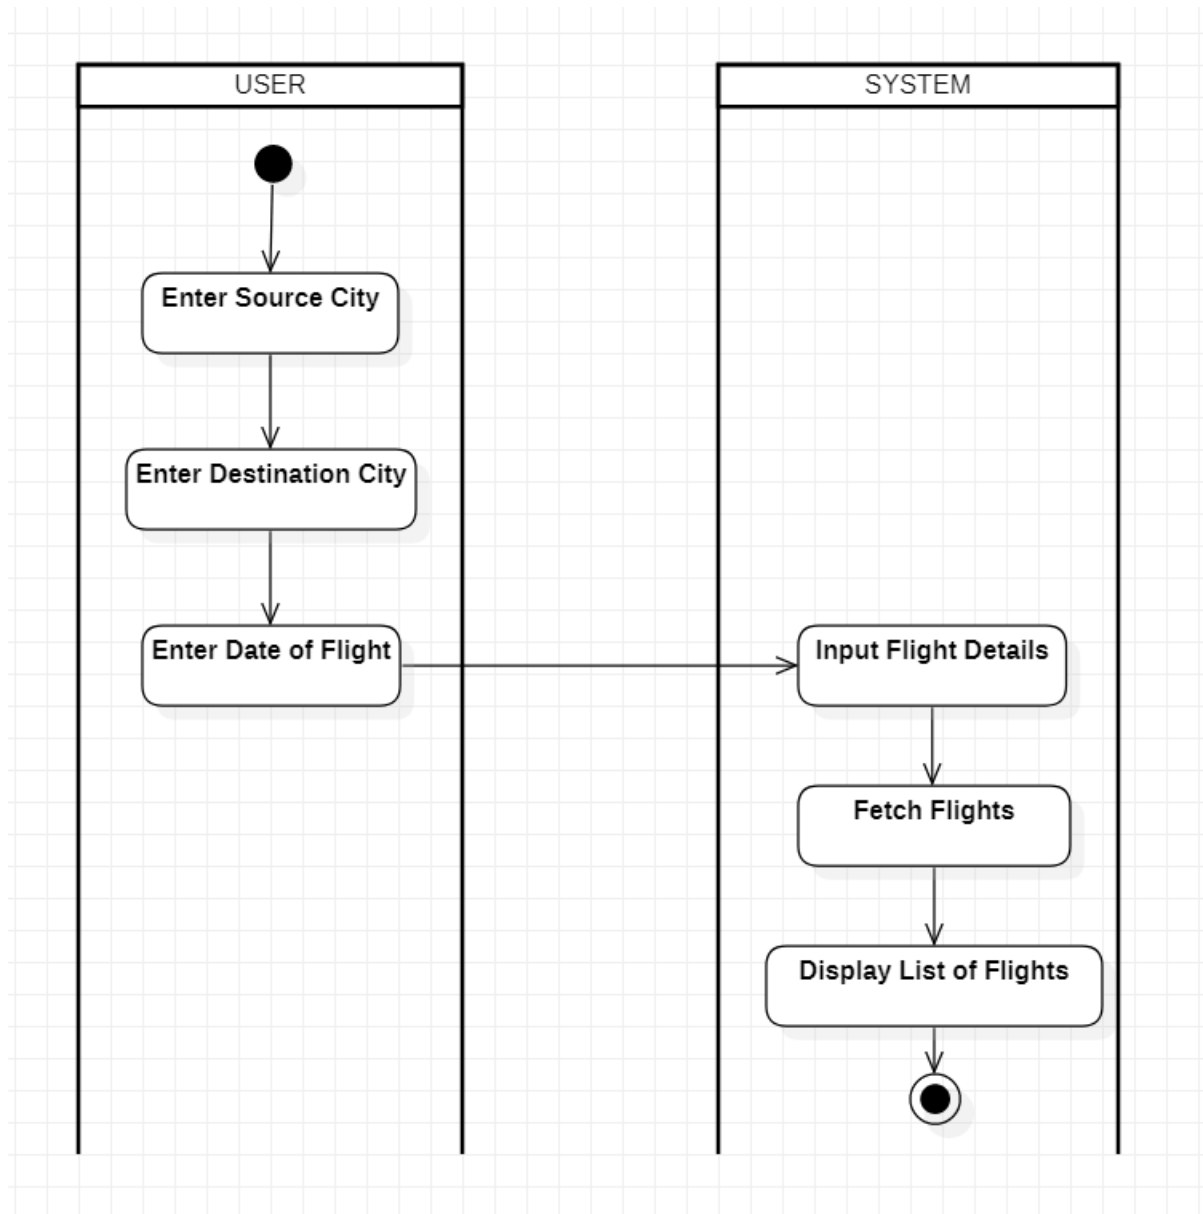 USER
SYSTEM
Enter Source City
Enter Destination City
Enter Date of Flight
Input Flight Details
Fetch Flights
Display List of Flights